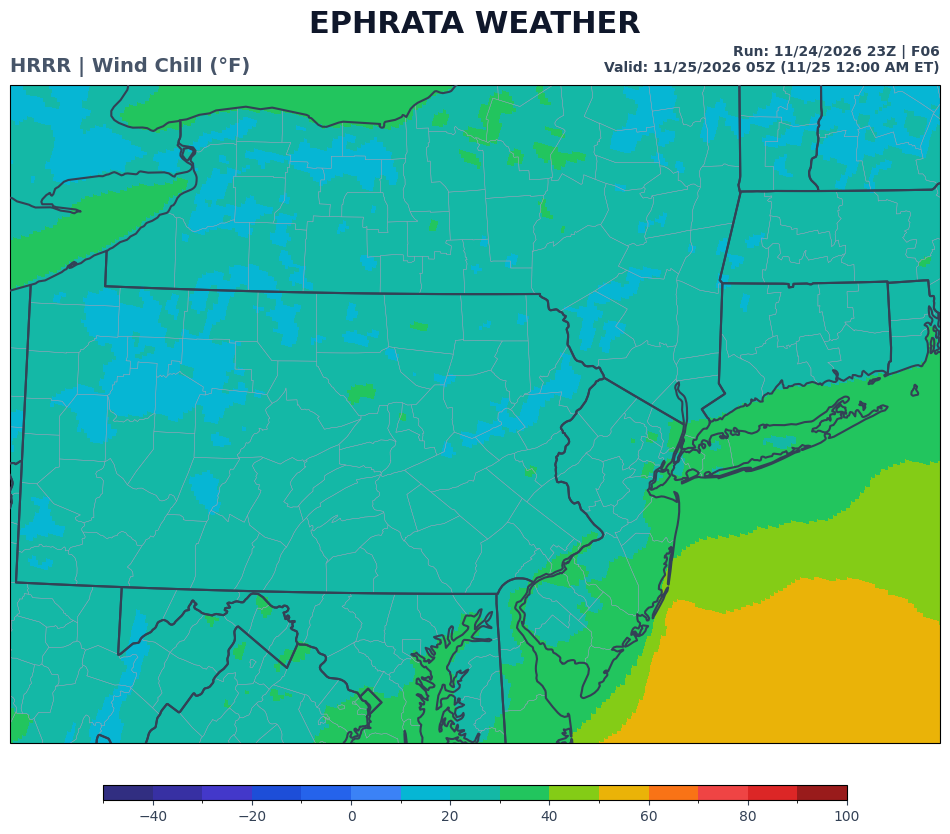 EPHRATA WEATHER
HRRR | Wind Chill (°F)
Run: 11/24/2026 23Z | F06
Valid: 11/25/2026 05Z (11/25 12:00 AM ET)
−40 −20 0 20 40 60 80 100